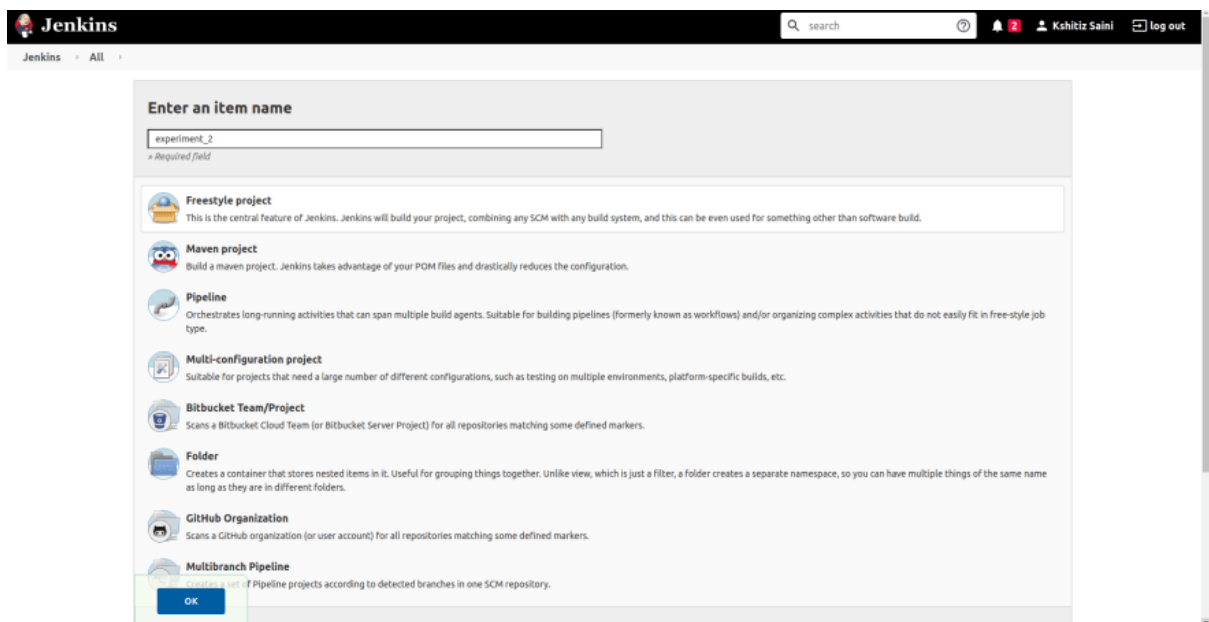 Jenkins
search
2
Kshitiz Saini
log out
Jenkins
All
Enter an item name
experiment_2
» Required field
Freestyle project
This is the central feature of Jenkins. Jenkins will build your project, combining any SCM with any build system, and this can be even used for something other than software build.
Maven project
Build a maven project. Jenkins takes advantage of your POM files and drastically reduces the configuration.
Pipeline
Orchestrates long-running activities that can span multiple build agents. Suitable for building pipelines (formerly known as workflows) and/or organizing complex activities that do not easily fit in free-style job
type.
Multi-configuration project
Suitable for projects that need a large number of different configurations, such as testing on multiple environments, platform-specific builds, etc.
Bitbucket Team/Project
Scans a Bitbucket Cloud Team (or Bitbucket Server Project) for all repositories matching some defined markers.
Folder
Creates a container that stores nested items in it. Useful for grouping things together. Unlike view, which is just a filter, a folder creates a separate namespace, so you can have multiple things of the same name
as long as they are in different folders.
GitHub Organization
Scans a GitHub organization (or user account) for all repositories matching some defined markers.
Multibranch Pipeline
Creates a set of Pipeline projects according to detected branches in one SCM repository.
OK